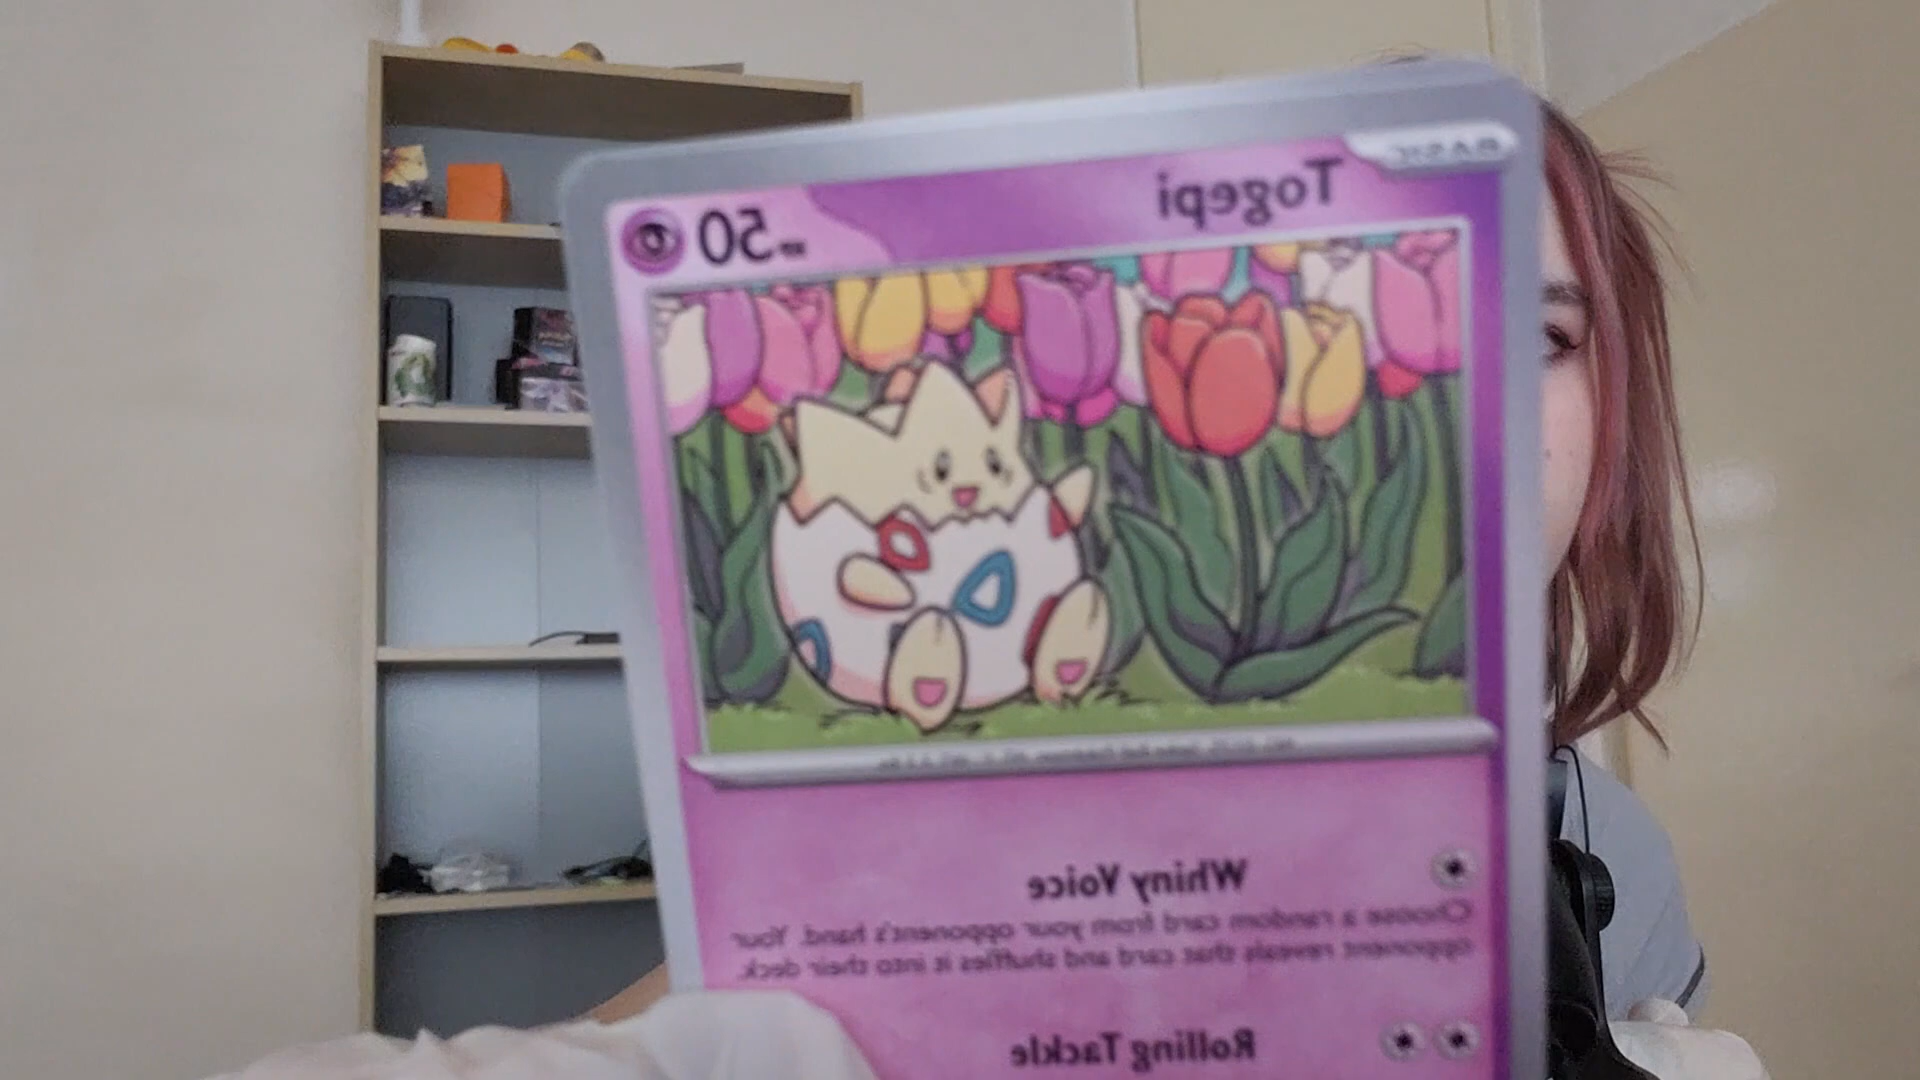 BASIC
Togepi
HP 50
Whiny Voice
Choose a random card from your opponent's hand. Your
opponent reveals that card and shuffles it into their deck.
Rolling Tackle